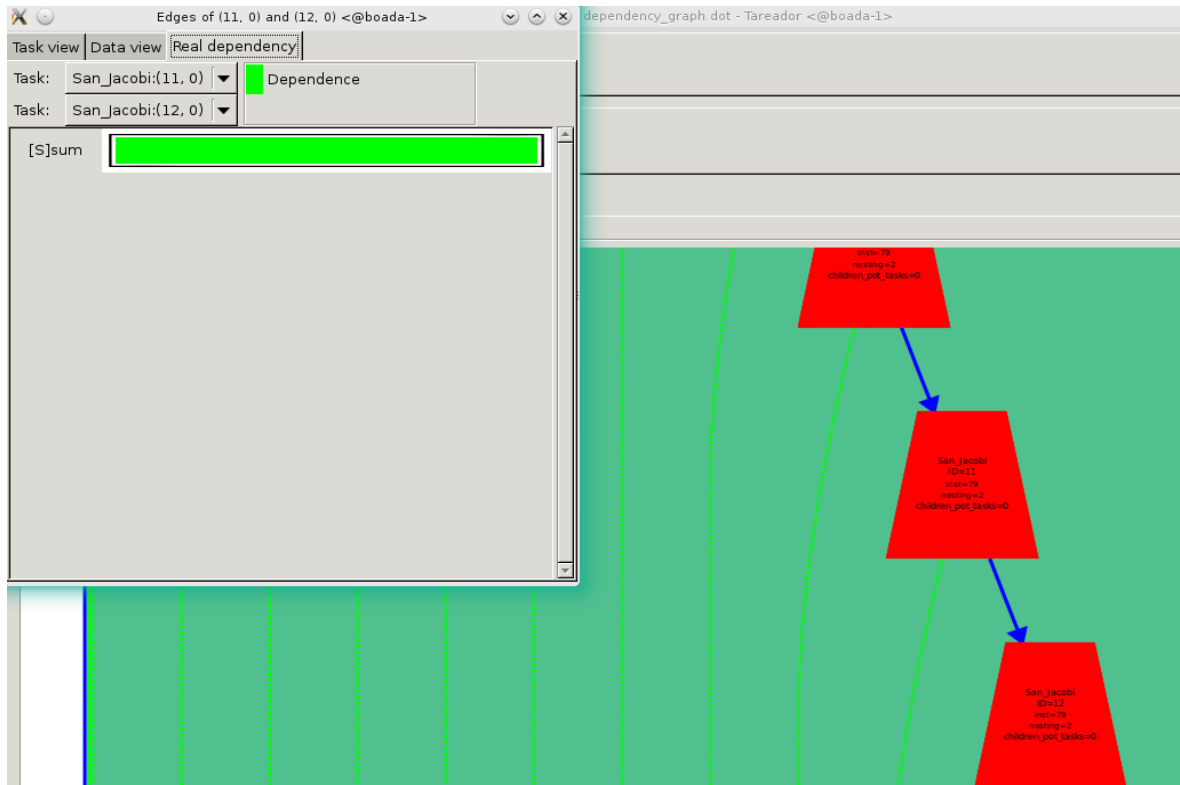 Edges of (11, 0) and (12, 0) <@boada-1>
dependency_graph.dot - Tareador <@boada-1>
Task view
Data view
Real dependency
Task:
San_Jacobi:(11, 0)
Dependence
Task:
San_Jacobi:(12, 0)
[S]sum
inst=79
nesting=2
children_pot_tasks=0
San_Jacobi
ID=11
inst=79
nesting=2
children_pot_tasks=0
San_Jacobi
ID=12
inst=79
nesting=2
children_pot_tasks=0